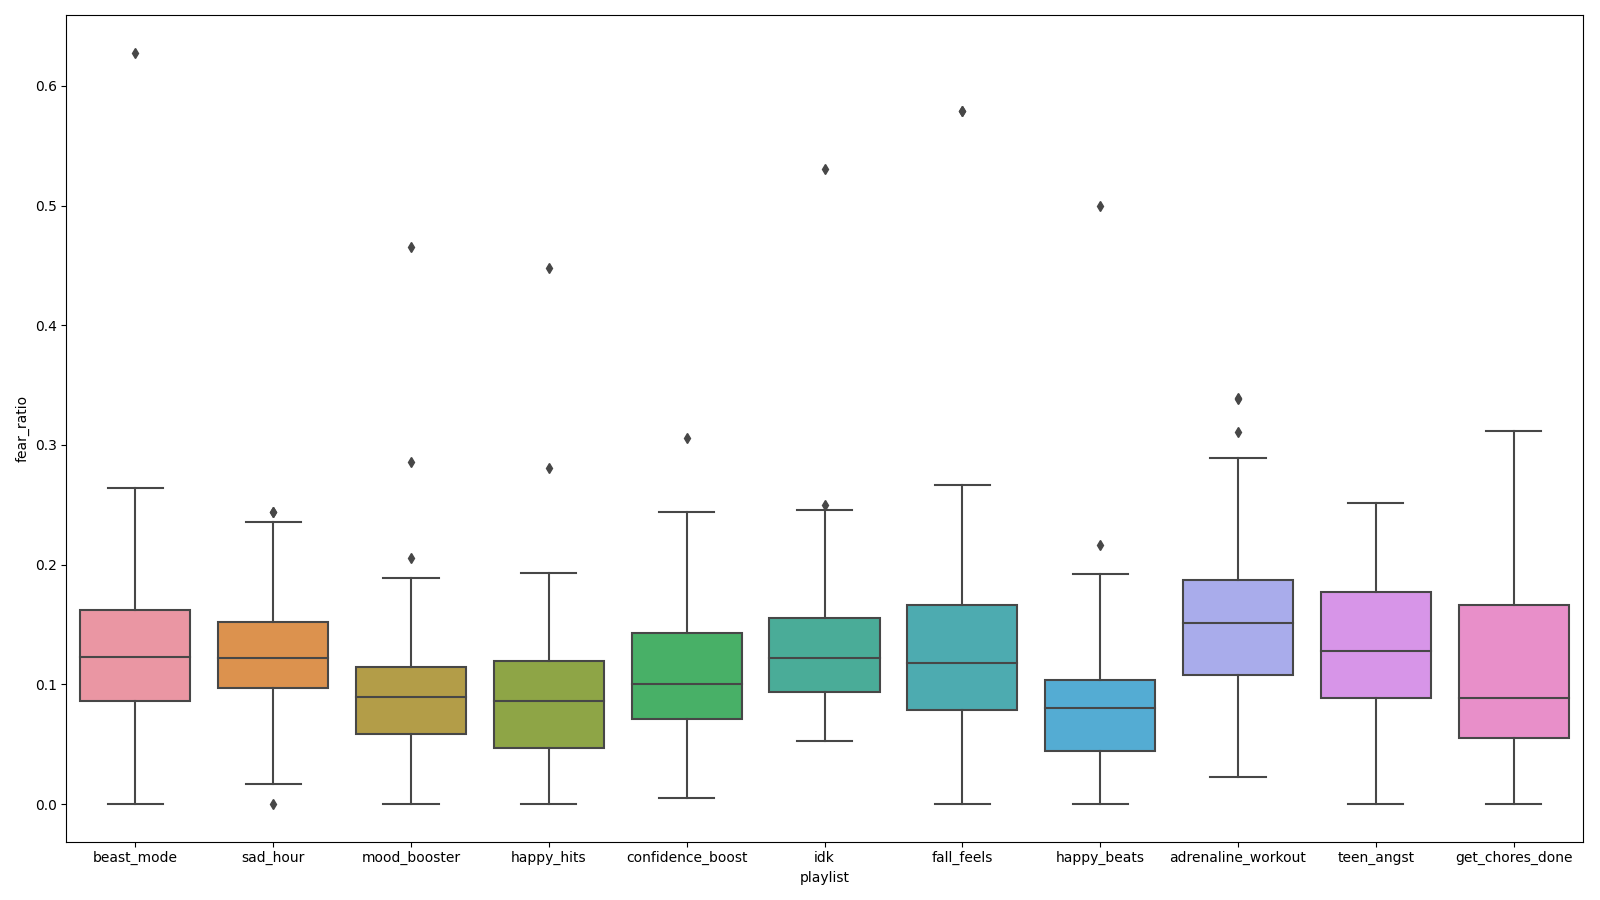 0.6
0.5
0.4
0.3
0.2
0.1
0.0
fear_ratio
beast_mode sad_hour mood_booster happy_hits confidence_boost idk fall_feels happy_beats adrenaline_workout teen_angst get_chores_done
playlist